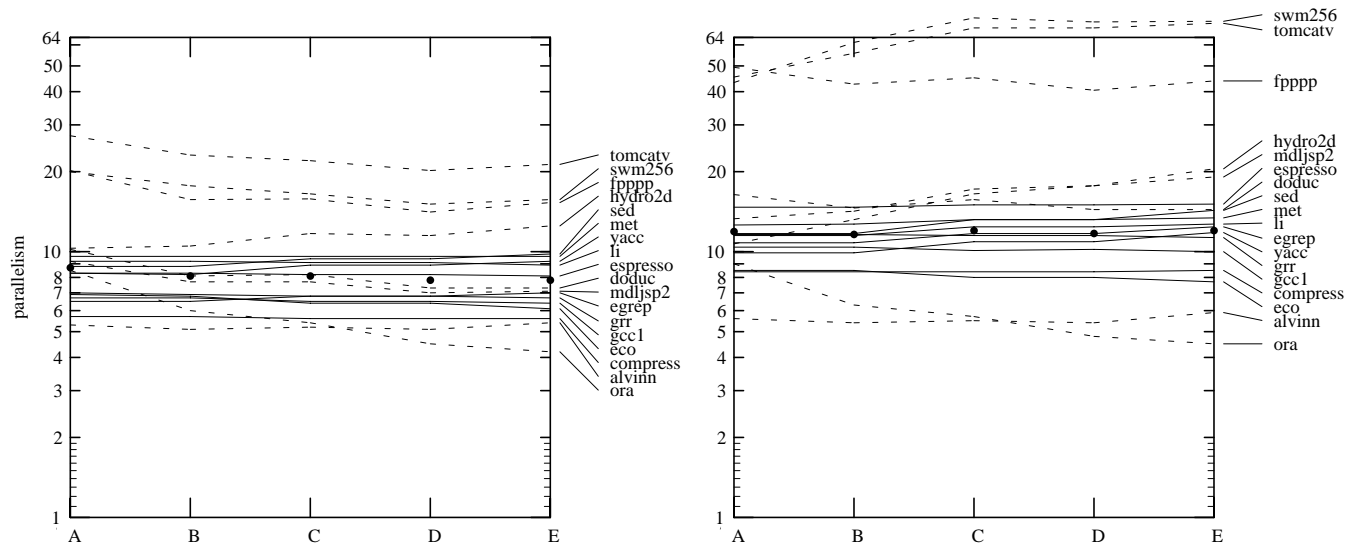 64
50
40
30
20
10
8
7
6
5
4
3
2
1
parallelism
A B C D E
tomcatv
swm256
fpppp
hydro2d
sed
met
yacc
li
espresso
doduc
mdljsp2
egrep
grr
gcc1
eco
compress
alvinn
ora
64
50
40
30
20
10
8
7
6
5
4
3
2
1
A B C D E
swm256
tomcatv
fpppp
hydro2d
mdljsp2
espresso
doduc
sed
met
li
egrep
yacc
grr
gcc1
compress
eco
alvinn
ora